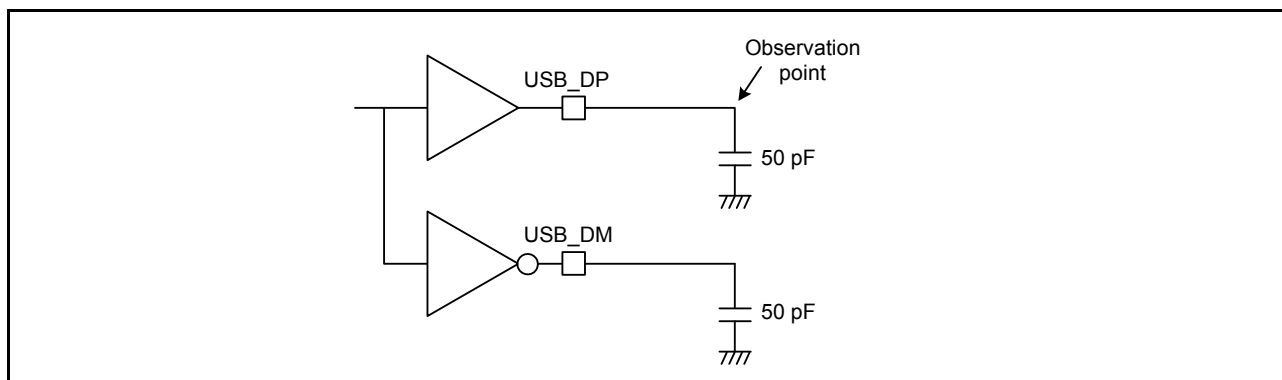 Observation
point
USB_DP
50 pF
USB_DM
50 pF